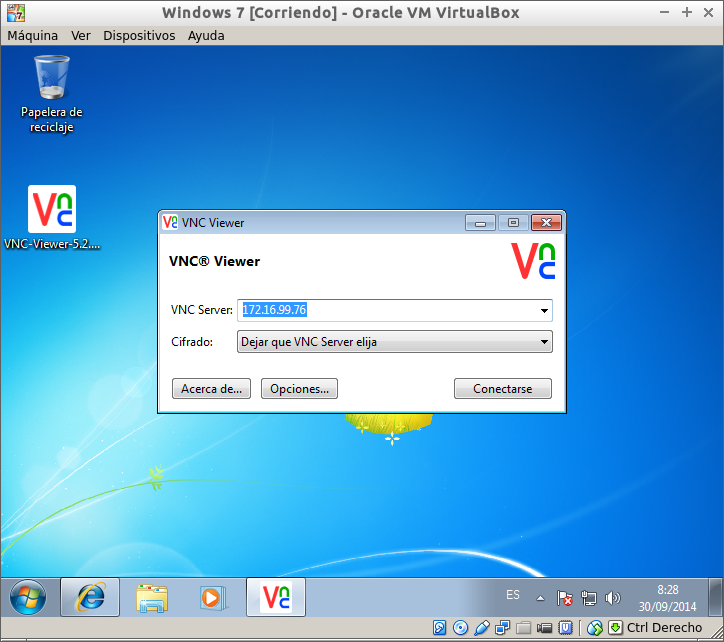 Windows 7 [Corriendo] - Oracle VM VirtualBox
Máquina Ver Dispositivos Ayuda
Papelera de
reciclaje
VNC-Viewer-5.2....
VNC Viewer
VNC® Viewer
VNC Server: 172.16.99.76
Cifrado: Dejar que VNC Server elija
Acerca de... Opciones... Conectarse
ES
8:28
30/09/2014
Ctrl Derecho